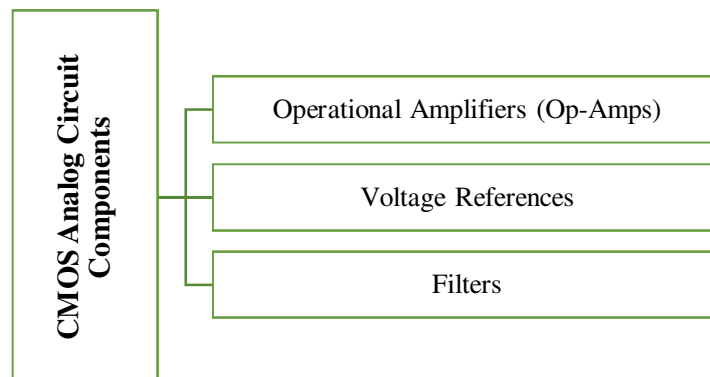 CMOS Analog Circuit
Components
Operational Amplifiers (Op-Amps)
Voltage References
Filters